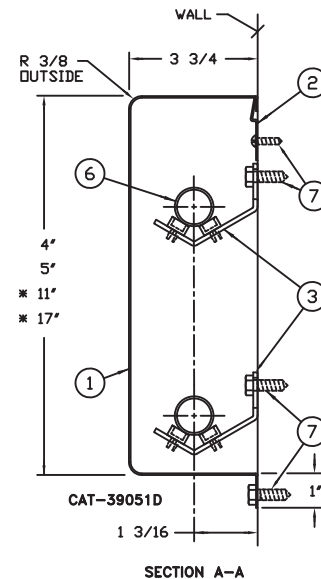 WALL
3 3/4
R 3/8
OUTSIDE
2
6
7
4"
5"
* 11"
* 17"
3
1
7
CAT-39051D
1"
1 3/16
SECTION A-A